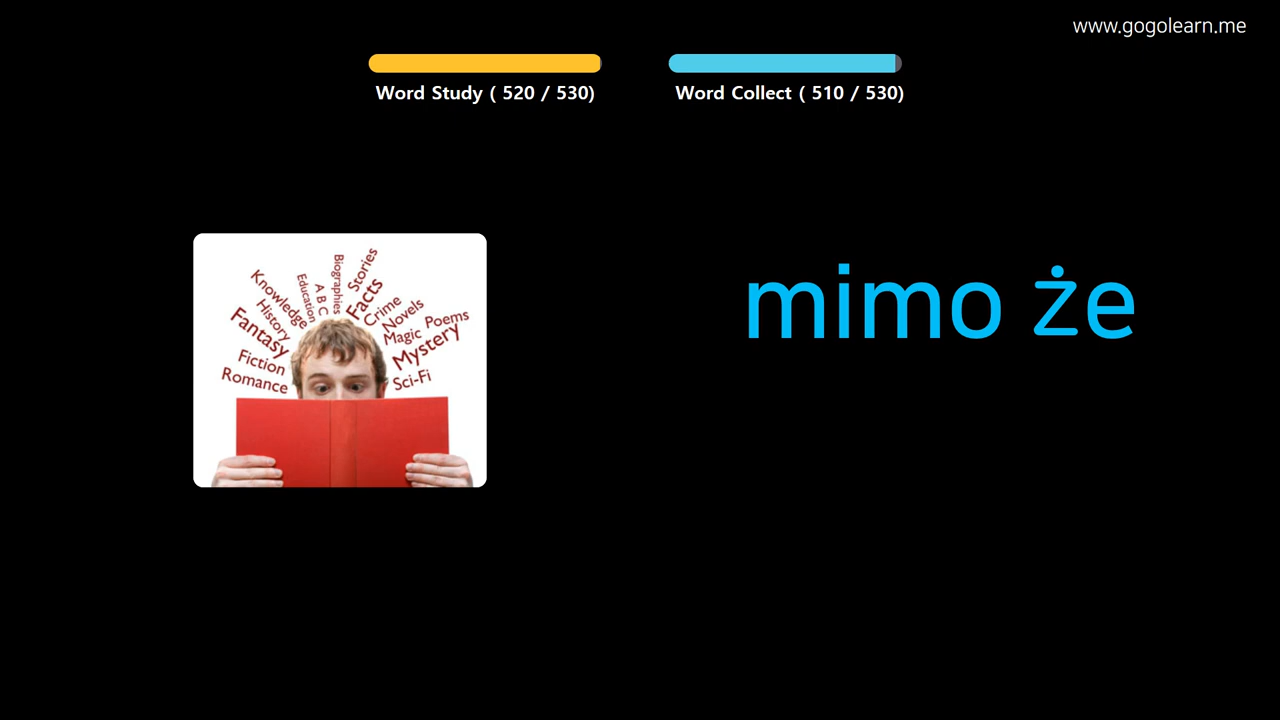 www.gogolearn.me
Word Study ( 520 / 530)
Word Collect ( 510 / 530)
mimo że
Biographies
Stories
Education
A B C
Facts
Knowledge
History
Crime
Novels
Fantasy
Magic
Poems
Mystery
Fiction
Romance
Sci-Fi